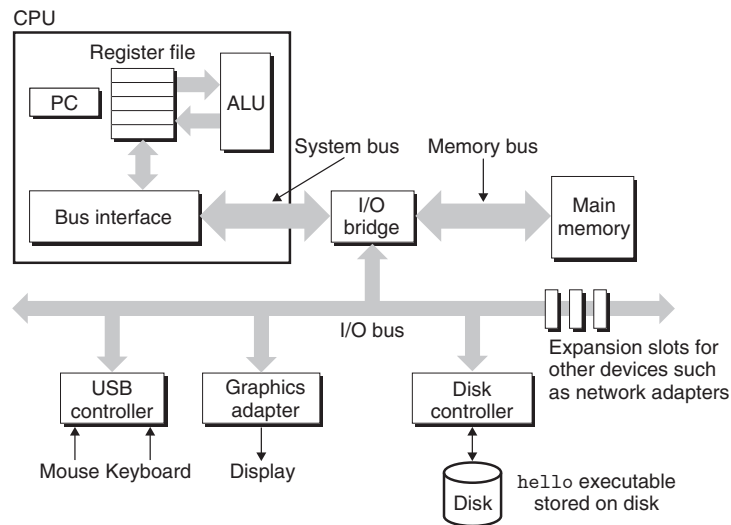 CPU
Register file
PC
ALU
System bus
Memory bus
Bus interface
I/O
bridge
Main
memory
I/O bus
Expansion slots for
other devices such
as network adapters
USB
controller
Graphics
adapter
Disk
controller
Mouse Keyboard
Display
Disk
hello executable
stored on disk